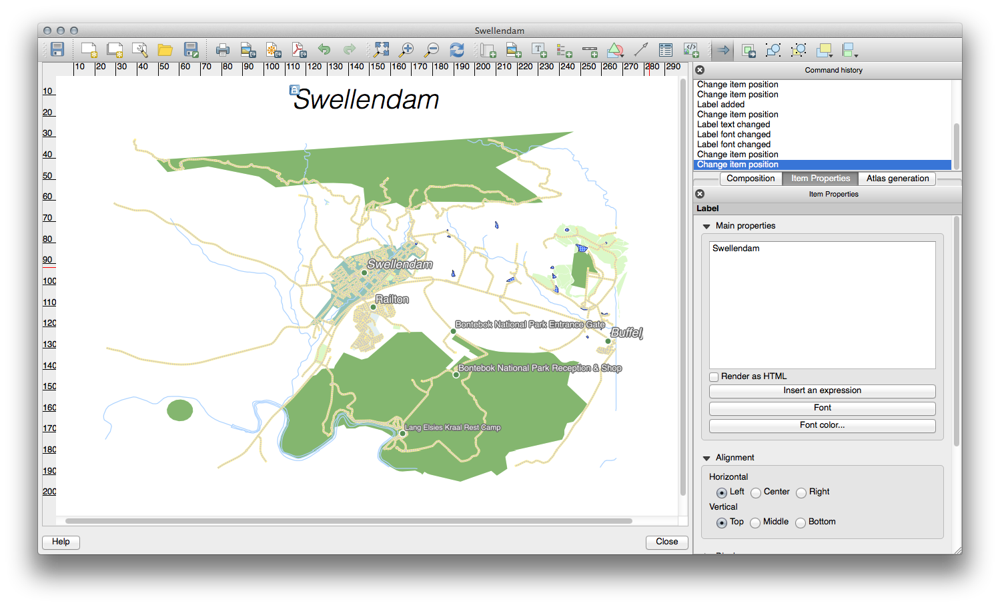 Swellendam
10 20 30 40 50 60 70 80 90 100 110 120 130 140 150 160 170 180 190 200 210 220 230 240 250 260 270 280 290
Command history
Change item position
Change item position
Label added
Change item position
Label text changed
Label font changed
Label font changed
Change item position
Change item position
Composition Item Properties Atlas generation
Item Properties
Label
Main properties
Swellendam
Render as HTML
Insert an expression
Font
Font color...
Alignment
Horizontal
Left Center Right
Vertical
Top Middle Bottom
10
20
30
40
50
60
70
80
90
100
110
120
130
140
150
160
170
180
190
200
Swellendam
Swellendam
Railton
Bontebok National Park Entrance Gate
Buffelj
Bontebok National Park Reception & Shop
Lang Elsies Kraal Rest Camp
Help Close